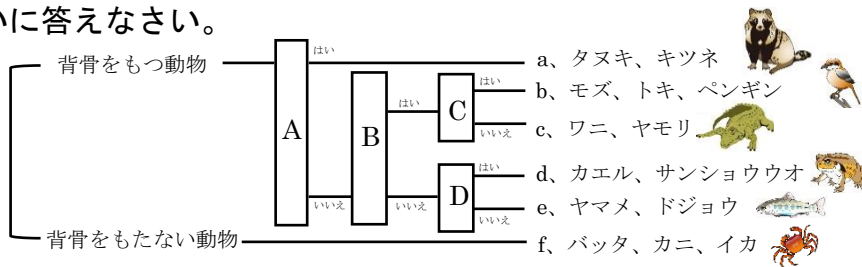 いに答えなさい。
背骨をもつ動物
はい
a、タヌキ、キツネ
はい
b、モズ、トキ、ペンギン
はい
C
A
B
いいえ
c、ワニ、ヤモリ
はい
d、カエル、サンショウウオ
D
いいえ
いいえ
いいえ
e、ヤマメ、ドジョウ
背骨をもたない動物
f、バッタ、カニ、イカ